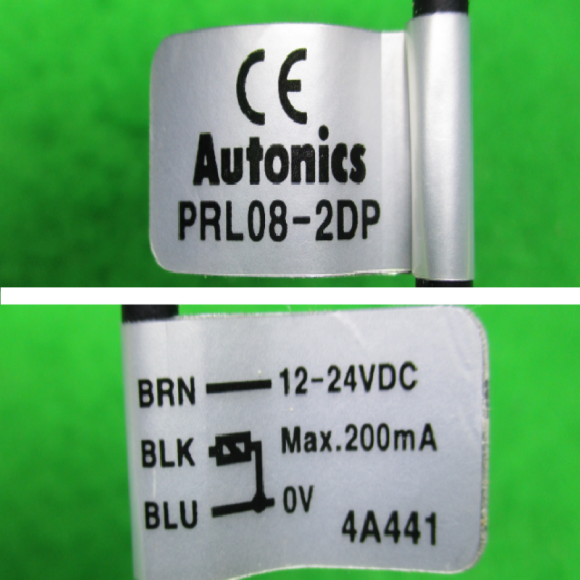 CE
Autonics
PRL08-2DP
BRN 12-24VDC
BLK Max.200mA
BLU 0V
4A441